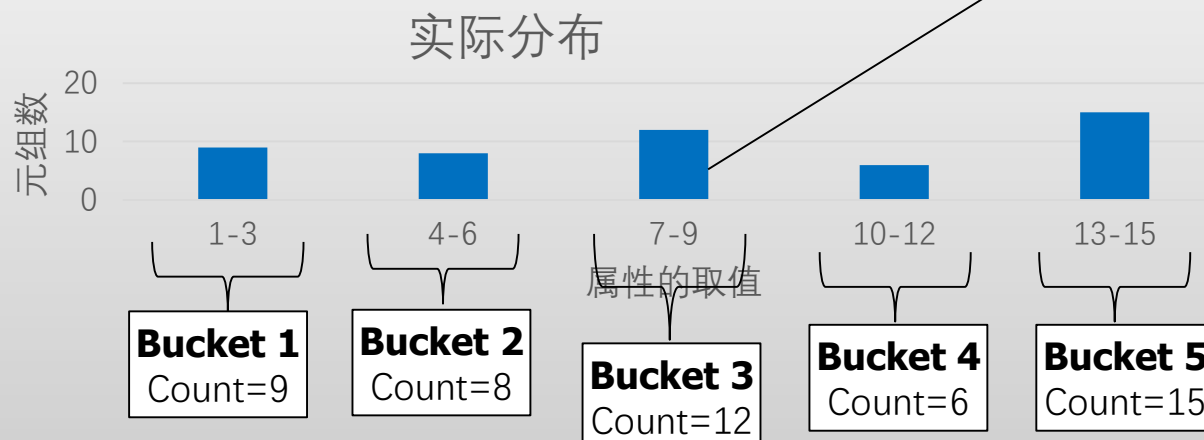 实际分布
元组数
20
10
0
1-3
4-6
7-9
10-12
13-15
属性的取值
Bucket 1
Count=9
Bucket 2
Count=8
Bucket 3
Count=12
Bucket 4
Count=6
Bucket 5
Count=15